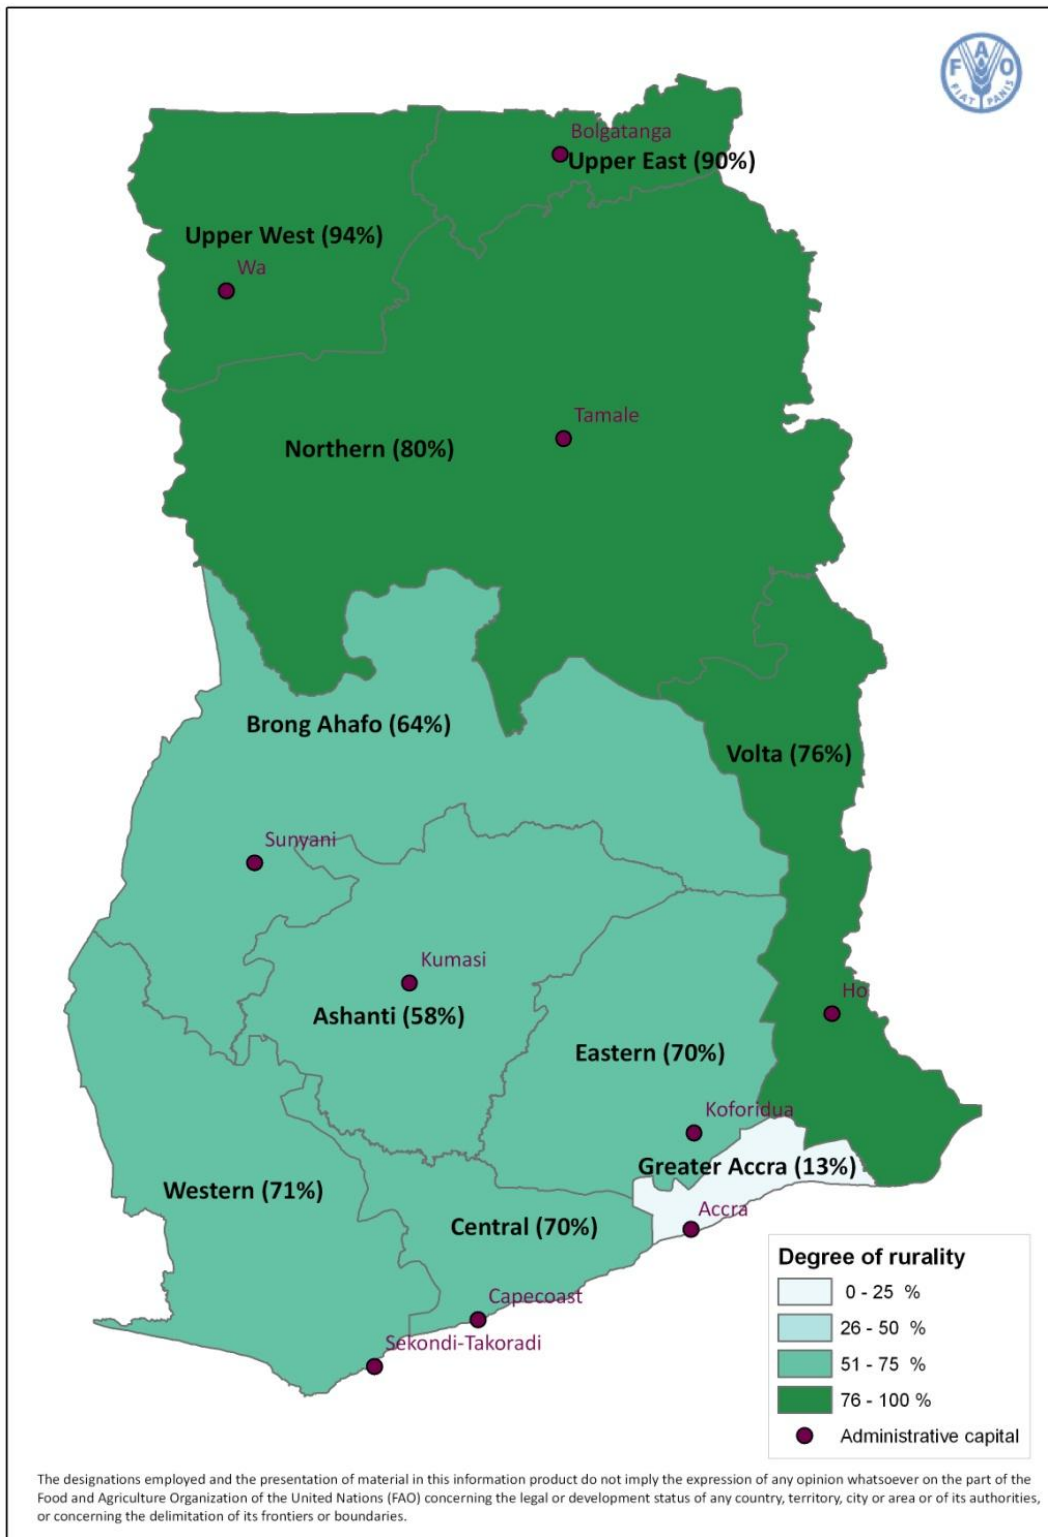 F A O
FIAT PANIS
Bolgatanga
Upper East (90%)
Upper West (94%)
Wa
Tamale
Northern (80%)
Brong Ahafo (64%)
Volta (76%)
Sunyani
Kumasi
Ho
Ashanti (58%)
Eastern (70%)
Koforidua
Greater Accra (13%)
Western (71%)
Accra
Central (70%)
Capecoast
Sekondi-Takoradi
Degree of rurality
0 - 25 %
26 - 50 %
51 - 75 %
76 - 100 %
Administrative capital
The designations employed and the presentation of material in this information product do not imply the expression of any opinion whatsoever on the part of the
Food and Agriculture Organization of the United Nations (FAO) concerning the legal or development status of any country, territory, city or area or of its authorities,
or concerning the delimitation of its frontiers or boundaries.